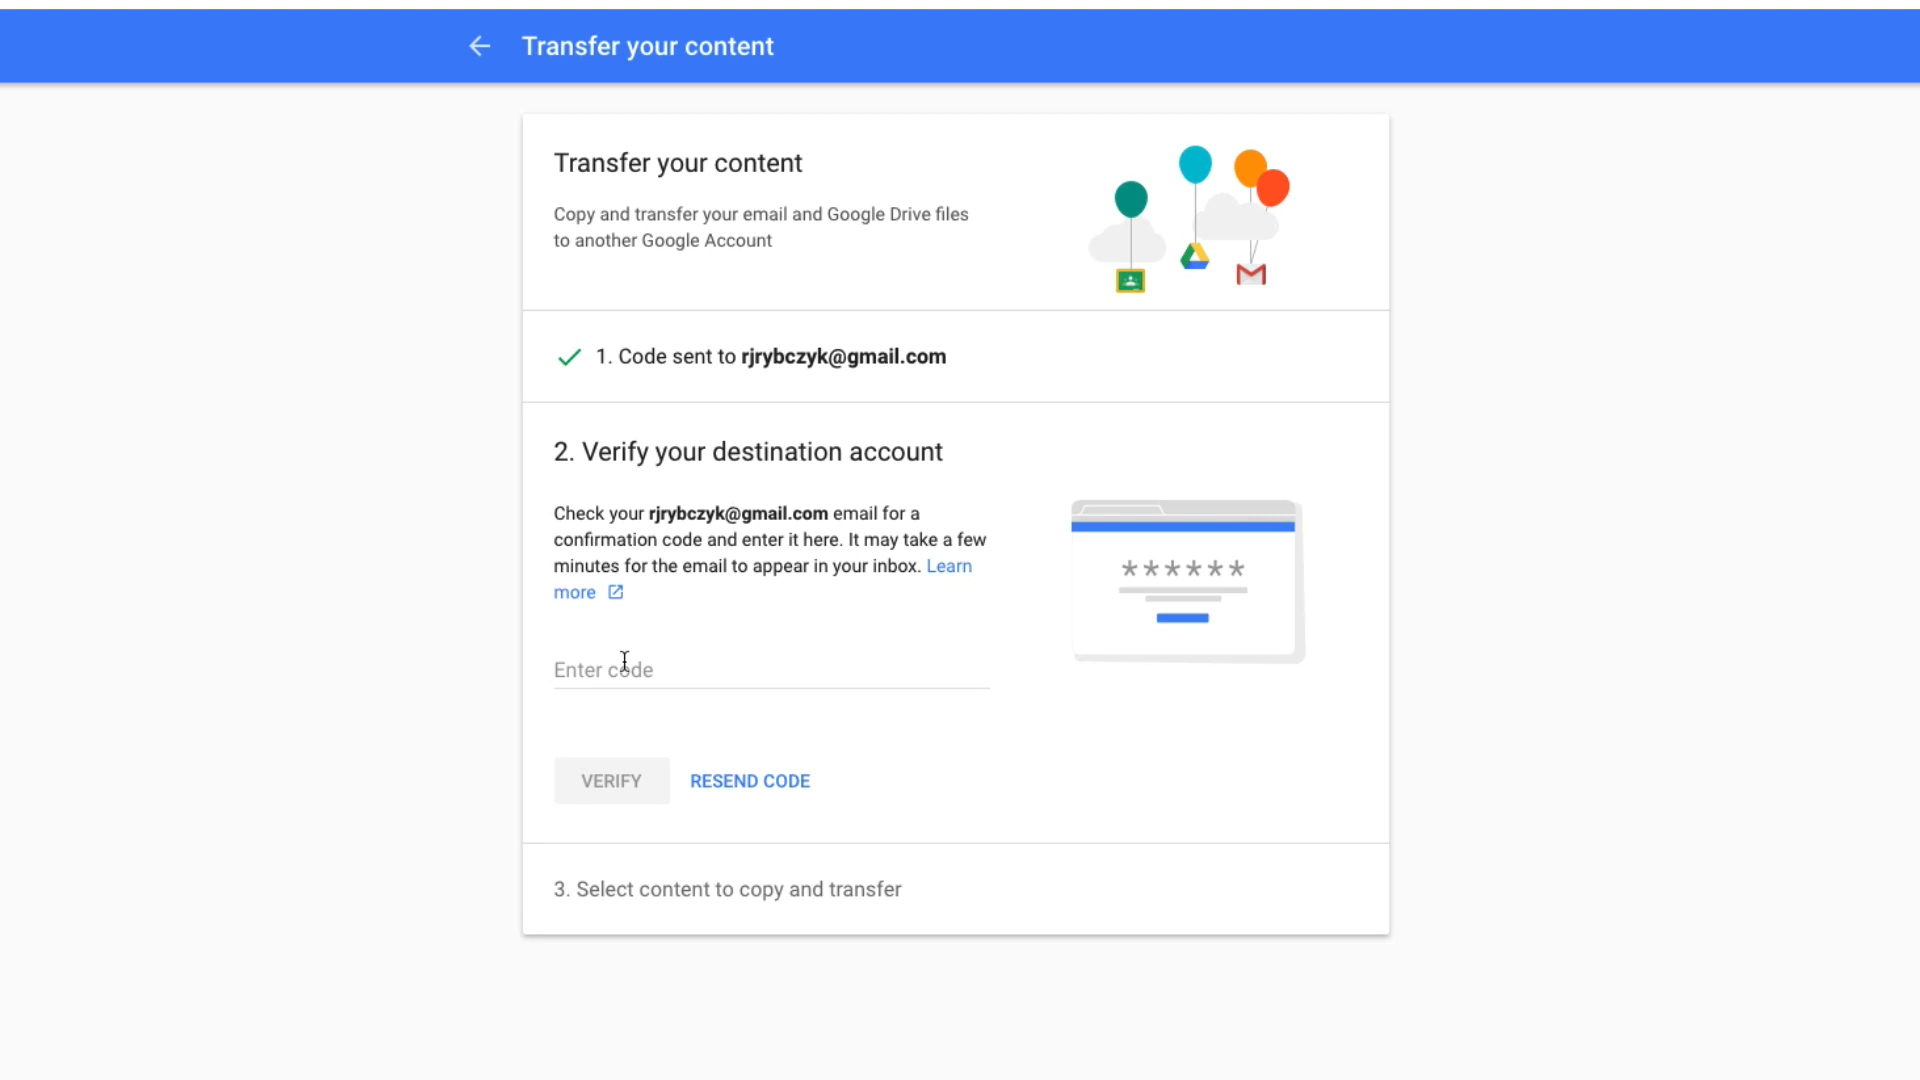 Transfer your content
Transfer your content
Copy and transfer your email and Google Drive files
to another Google Account
1. Code sent to rjrybczyk@gmail.com
2. Verify your destination account
Check your rjrybczyk@gmail.com email for a
confirmation code and enter it here. It may take a few
minutes for the email to appear in your inbox. Learn
more
******
Enter code
VERIFY RESEND CODE
3. Select content to copy and transfer